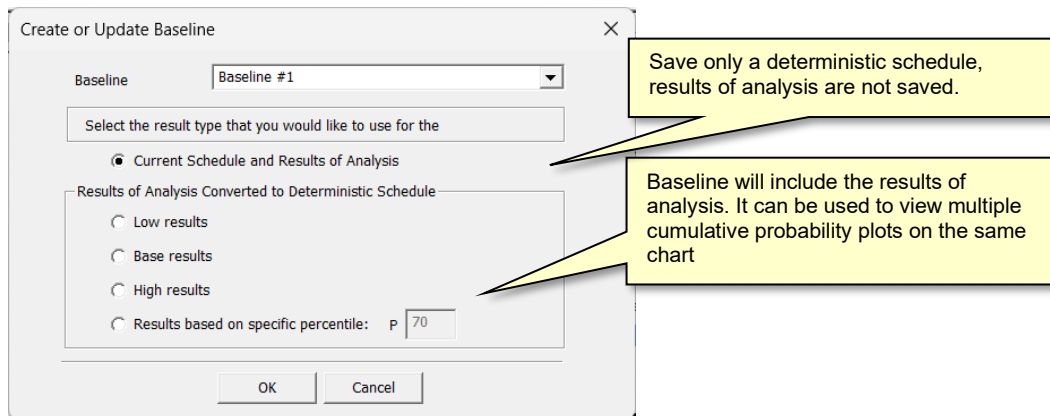 Create or Update Baseline
Baseline
Baseline #1
Select the result type that you would like to use for the
Current Schedule and Results of Analysis
Results of Analysis Converted to Deterministic Schedule
Low results
Base results
High results
Results based on specific percentile: P 70
OK Cancel
Save only a deterministic schedule,
results of analysis are not saved.
Baseline will include the results of
analysis. It can be used to view multiple
cumulative probability plots on the same
chart